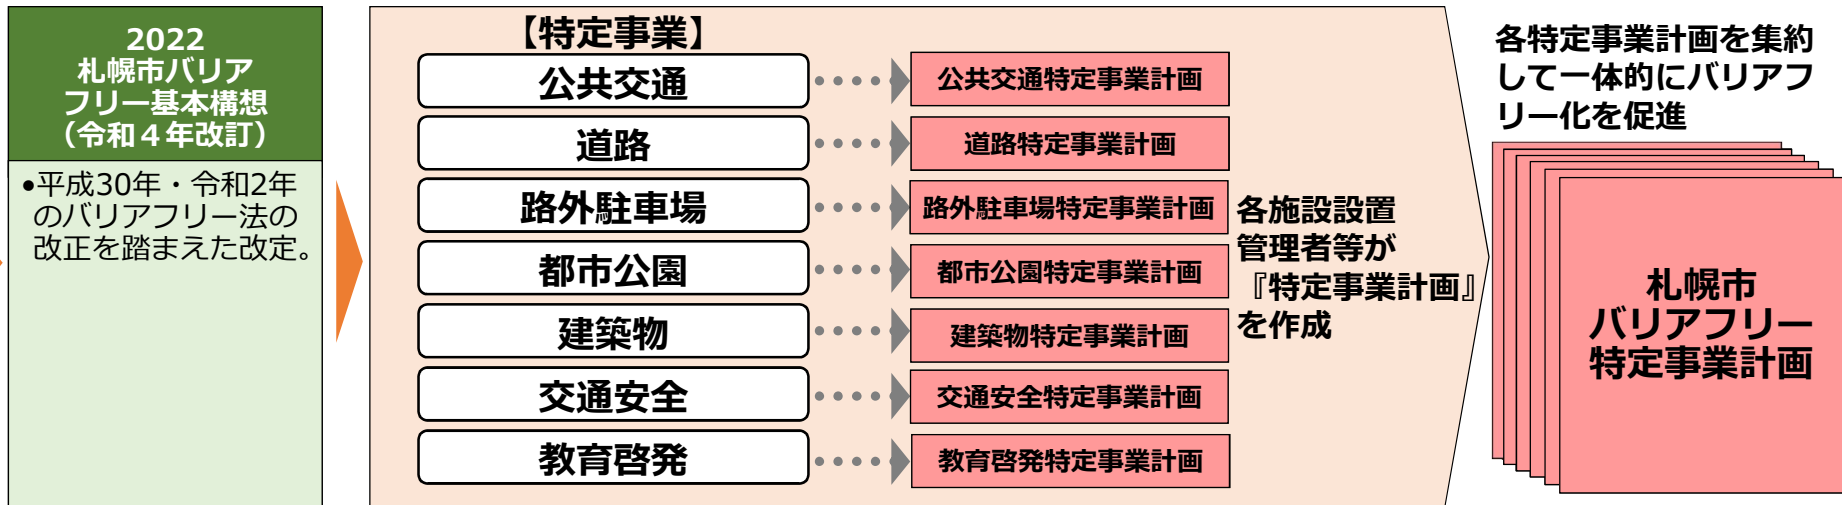 2022
札幌市バリア
フリー基本構想
（令和４年改訂）
•平成30年・令和2年
のバリアフリー法の
改正を踏まえた改定。
【特定事業】
公共交通
公共交通特定事業計画
道路
道路特定事業計画
路外駐車場
路外駐車場特定事業計画
都市公園
都市公園特定事業計画
建築物
建築物特定事業計画
交通安全
交通安全特定事業計画
教育啓発
教育啓発特定事業計画
各施設設置
管理者等が
『特定事業計画』
を作成
各特定事業計画を集約
して一体的にバリアフ
リー化を促進
札幌市
バリアフリー
特定事業計画